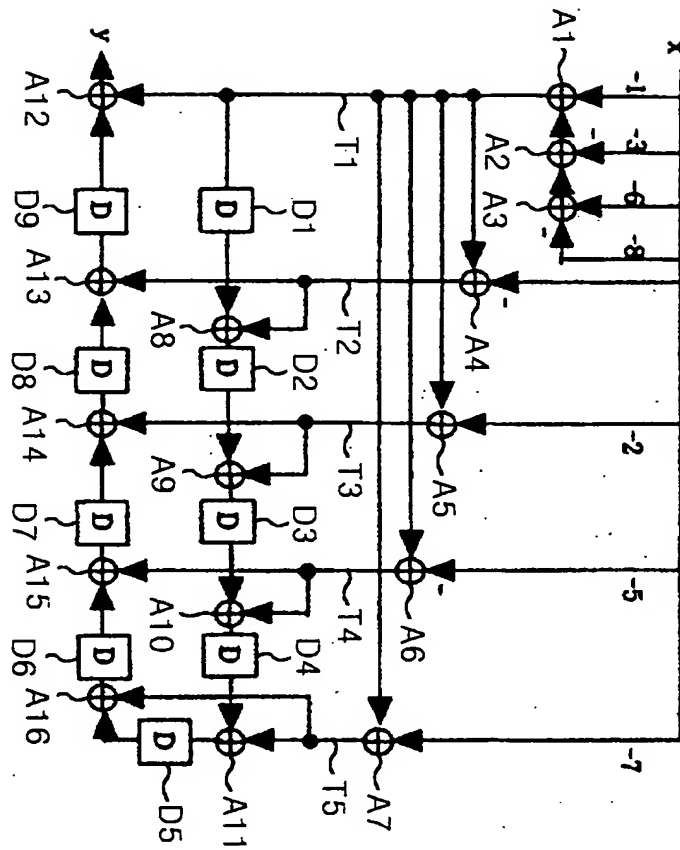 x
-1
-3
-6
-8
-2
-5
-7
-
-
-
-
A1
A2
A3
A4
A5
A6
A7
T1
T2
T3
T4
T5
D1
D2
D3
D4
D
D
D
D
A8
A9
A10
A11
D
D5
y
D
D
D
D
A12
D9
A13
D8
A14
D7
A15
D6
A16